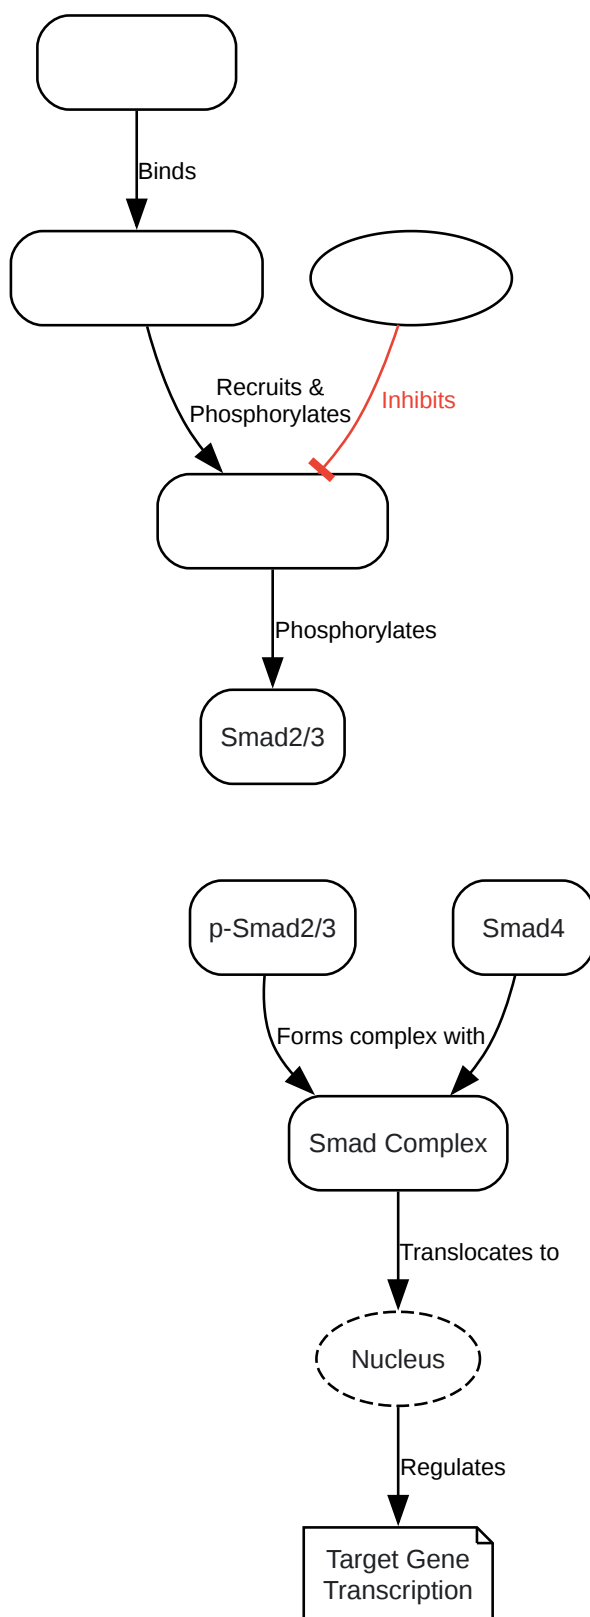 Binds
Recruits &
Phosphorylates
Inhibits
Phosphorylates
Smad2/3
p-Smad2/3
Smad4
Forms complex with
Smad Complex
Translocates to
Nucleus
Regulates
Target Gene
Transcription